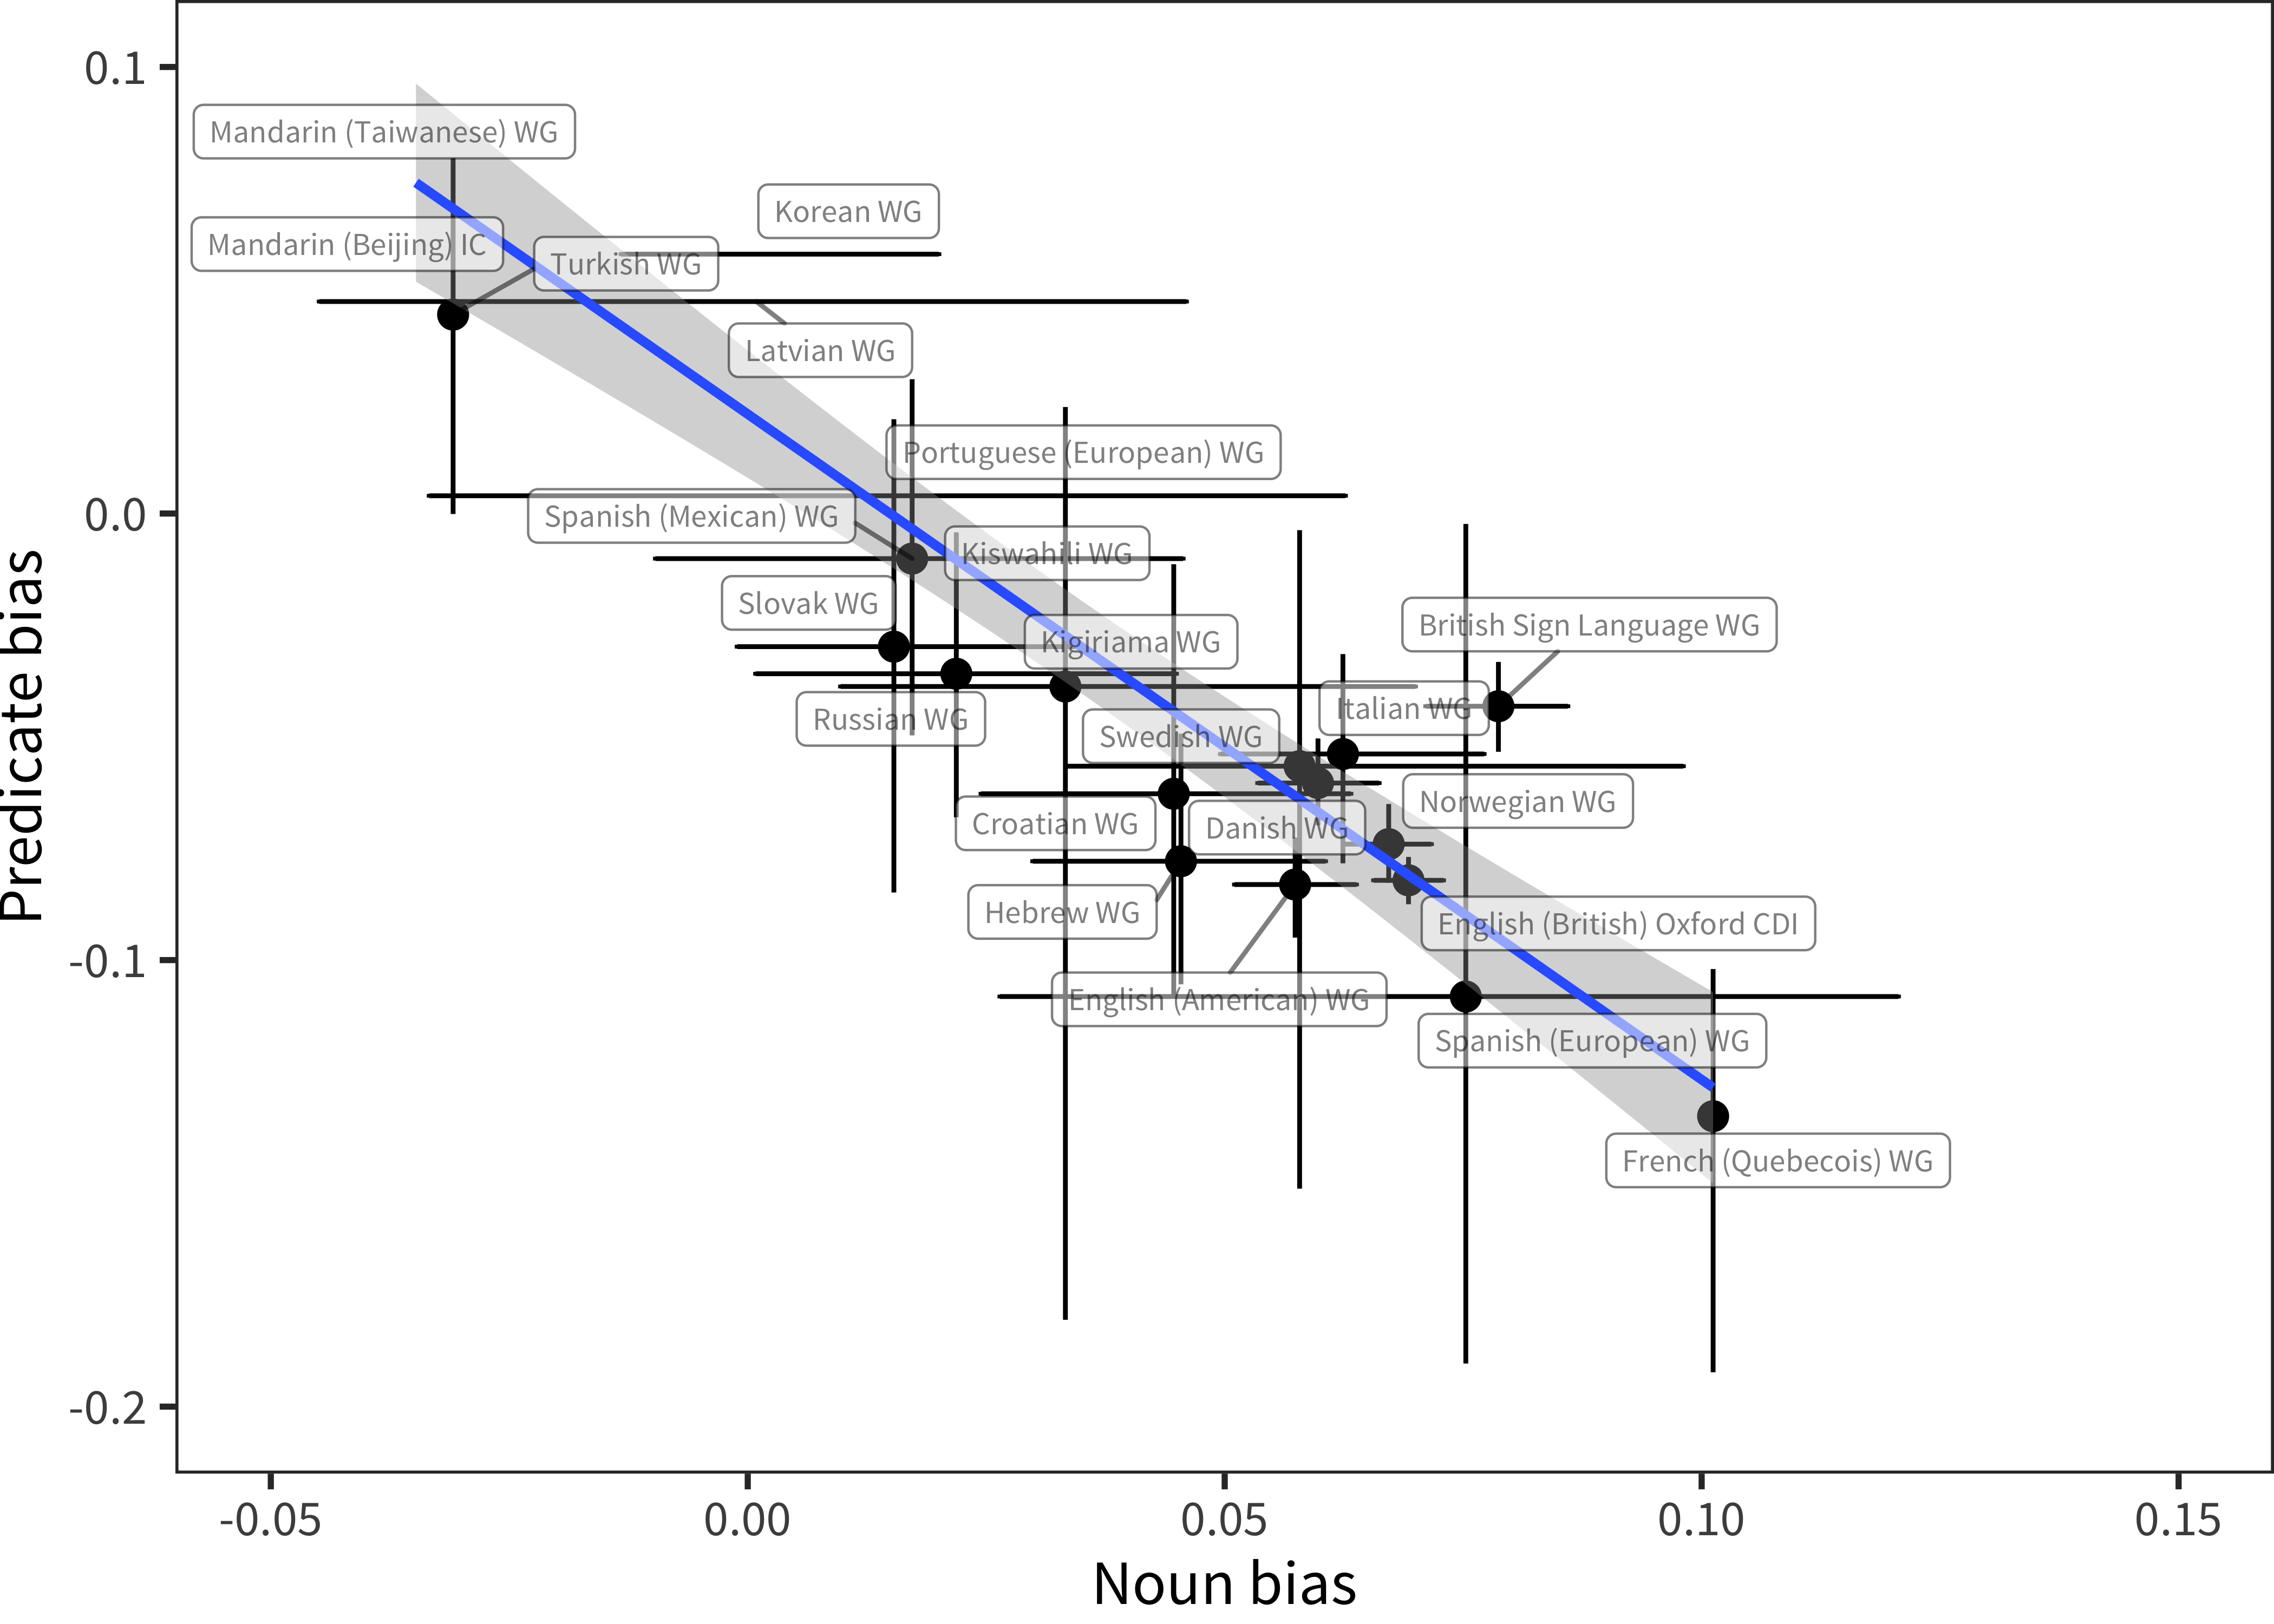 0.1
Mandarin (Taiwanese) WG
Korean WG
Mandarin (Beijing) IC
Turkish WG
Latvian WG
Portuguese (European) WG
0.0
Spanish (Mexican) WG
Kiswahili WG
Slovak WG
British Sign Language WG
Kigiriama WG
Italian WG
Russian WG
Swedish WG
Norwegian WG
Croatian WG
Danish WG
Hebrew WG
English (British) Oxford CDI
-0.1
English (American) WG
Spanish (European) WG
French (Quebecois) WG
-0.2
Predicate bias
-0.05 0.00 0.05 0.10 0.15
Noun bias